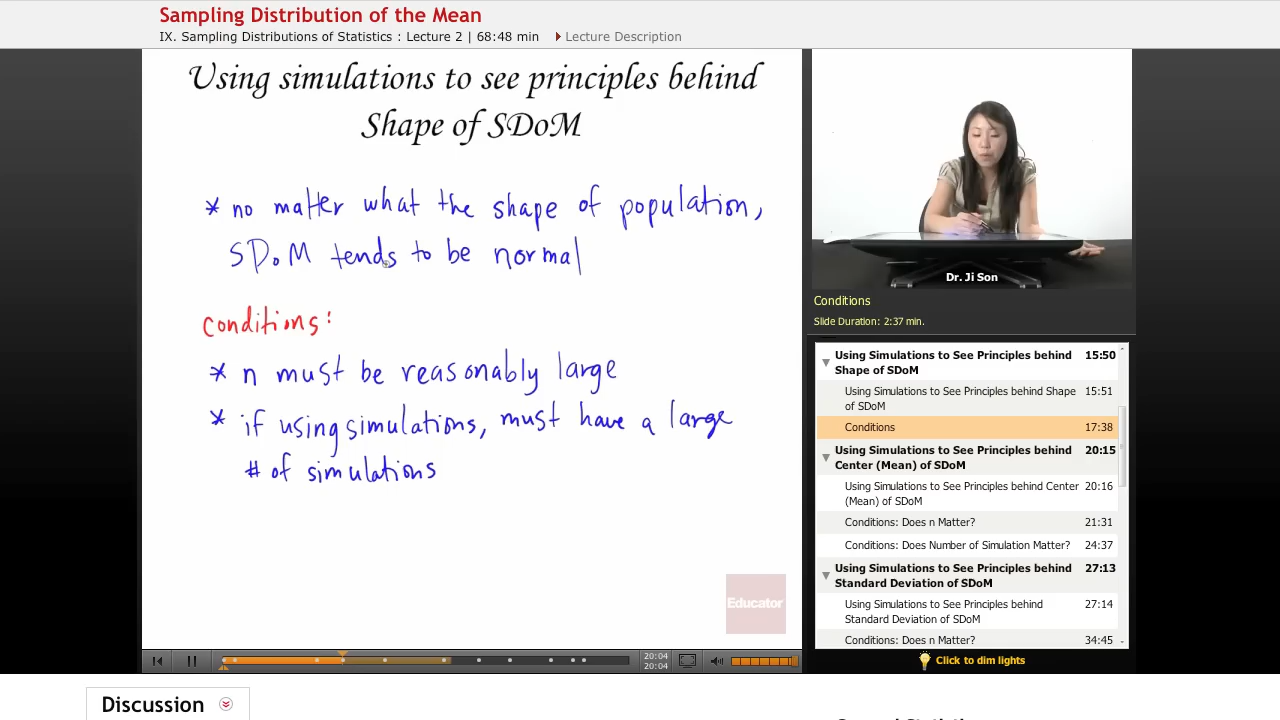 Sampling Distribution of the Mean
IX. Sampling Distributions of Statistics : Lecture 2 | 68:48 min Lecture Description
Using simulations to see principles behind
Shape of SDoM
* no matter what the shape of population,
SDoM tends to be normal
conditions:
* n must be reasonably large
* if using simulations, must have a large
# of simulations
Educator
20:04
20:04
Dr. Ji Son
Conditions
Slide Duration: 2:37 min.
Using Simulations to See Principles behind 15:50
Shape of SDoM
Using Simulations to See Principles behind Shape 15:51
of SDoM
Conditions 17:38
Using Simulations to See Principles behind 20:15
Center (Mean) of SDoM
Using Simulations to See Principles behind Center 20:16
(Mean) of SDoM
Conditions: Does n Matter? 21:31
Conditions: Does Number of Simulation Matter? 24:37
Using Simulations to See Principles behind 27:13
Standard Deviation of SDoM
Using Simulations to See Principles behind 27:14
Standard Deviation of SDoM
Conditions: Does n Matter? 34:45
Click to dim lights
Discussion